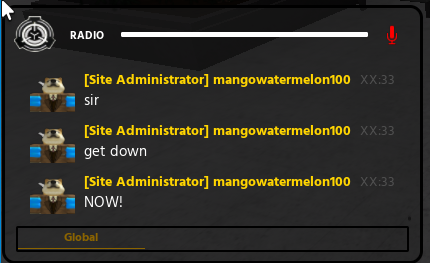 RADIO
[Site Administrator] mangowatermelon100 XX:33
sir
[Site Administrator] mangowatermelon100 XX:33
get down
[Site Administrator] mangowatermelon100 XX:33
NOW!
Global